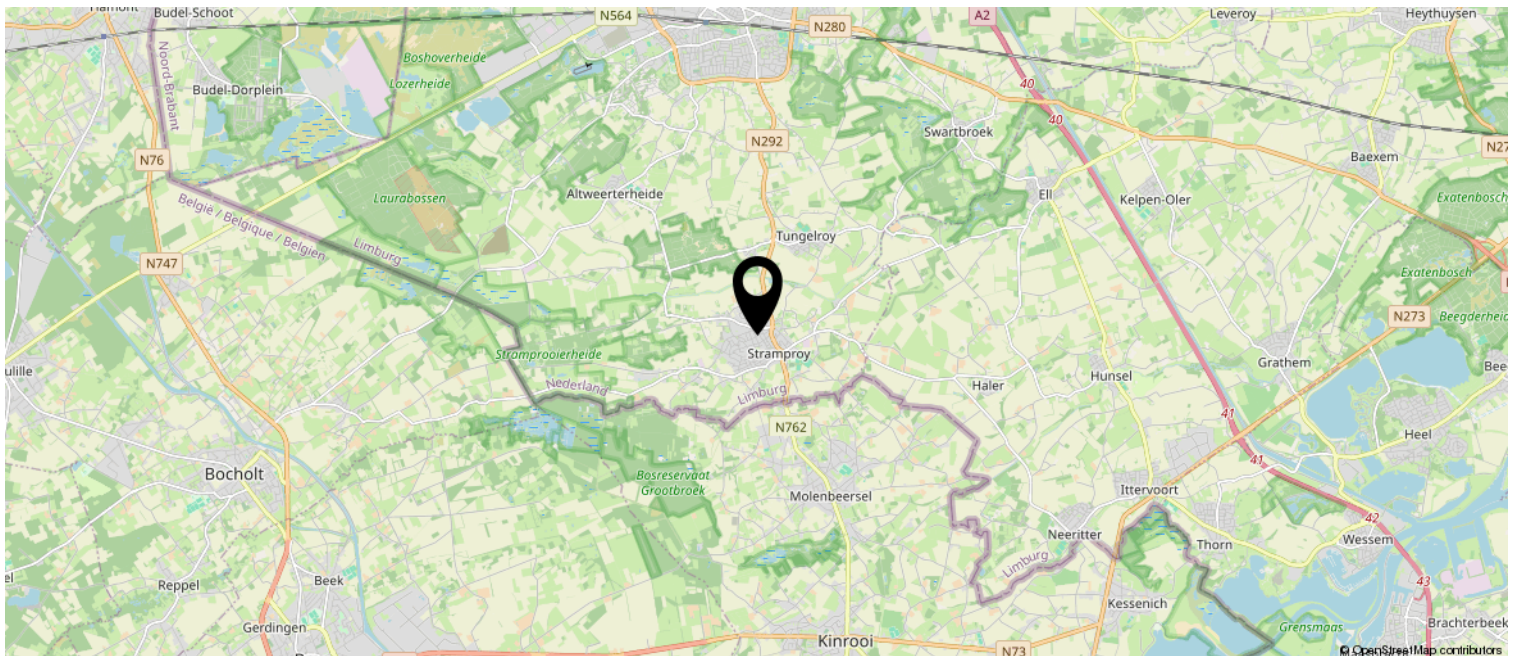 Budel-Schoot
N564
A2
Leveroy
Heythuysen
N280
Boshoverheide
Noord-Brabant
Lozerheide
40
Budel-Dorplein
40
Swartbroek
N292
N76
Baexem
Laurabossen
Altweerterheide
Ell
Kelpen-Oler
Exatenbosch
België / Belgique / Belgien
Limburg
Tungelroy
N747
Exatenbosch
N273
Stramprooierheide
Stramproy
Grathem
Nederland
Limburg
Haler
Hunsel
41
N762
Heel
41
Bocholt
Bosreservaat
Grootbroek
Molenbeersel
Ittervoort
42
Neeritter
Thorn
Wessem
Limburg
Reppel
Beek
43
Kessenich
Gerdingen
Grensmaas
Brachterbeek
Kinrooi
N73
© OpenStreetMap contributors